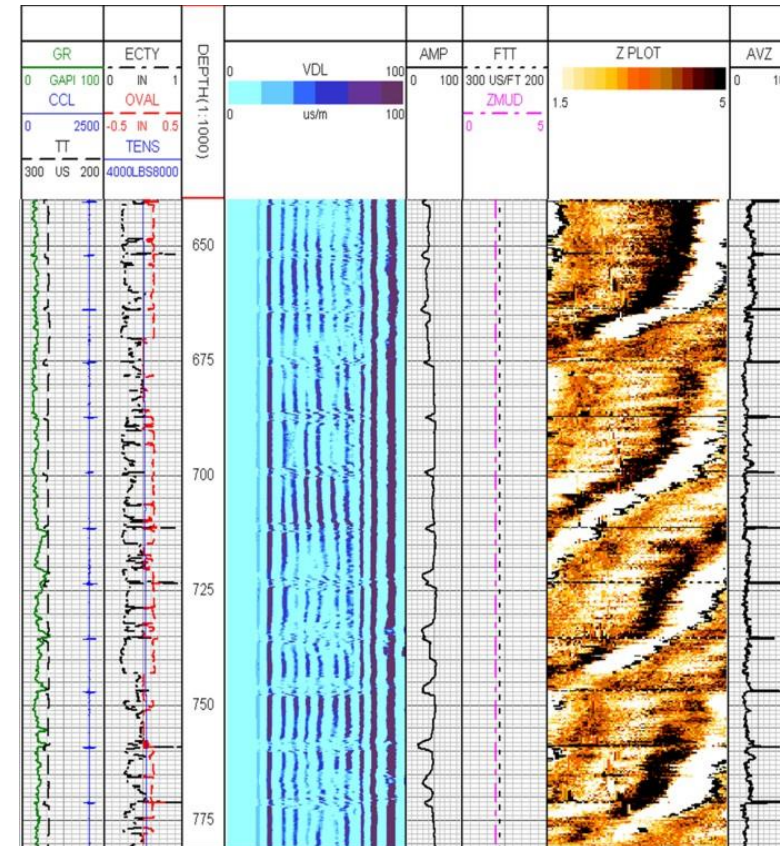 GR
0 GAPI 100
CCL
0 2500
TT
300 US 200
ECTY
0 IN 1
OVAL
-0.5 IN 0.5
TENS
4000LBS8000
DEPTH(1:1000)
0 VDL 100
0 us/m 100
AMP
0 100
FTT
300 US/FT 200
ZMUD
0 5
Z PLOT
1.5 5
AVZ
0
650
675
700
725
750
775